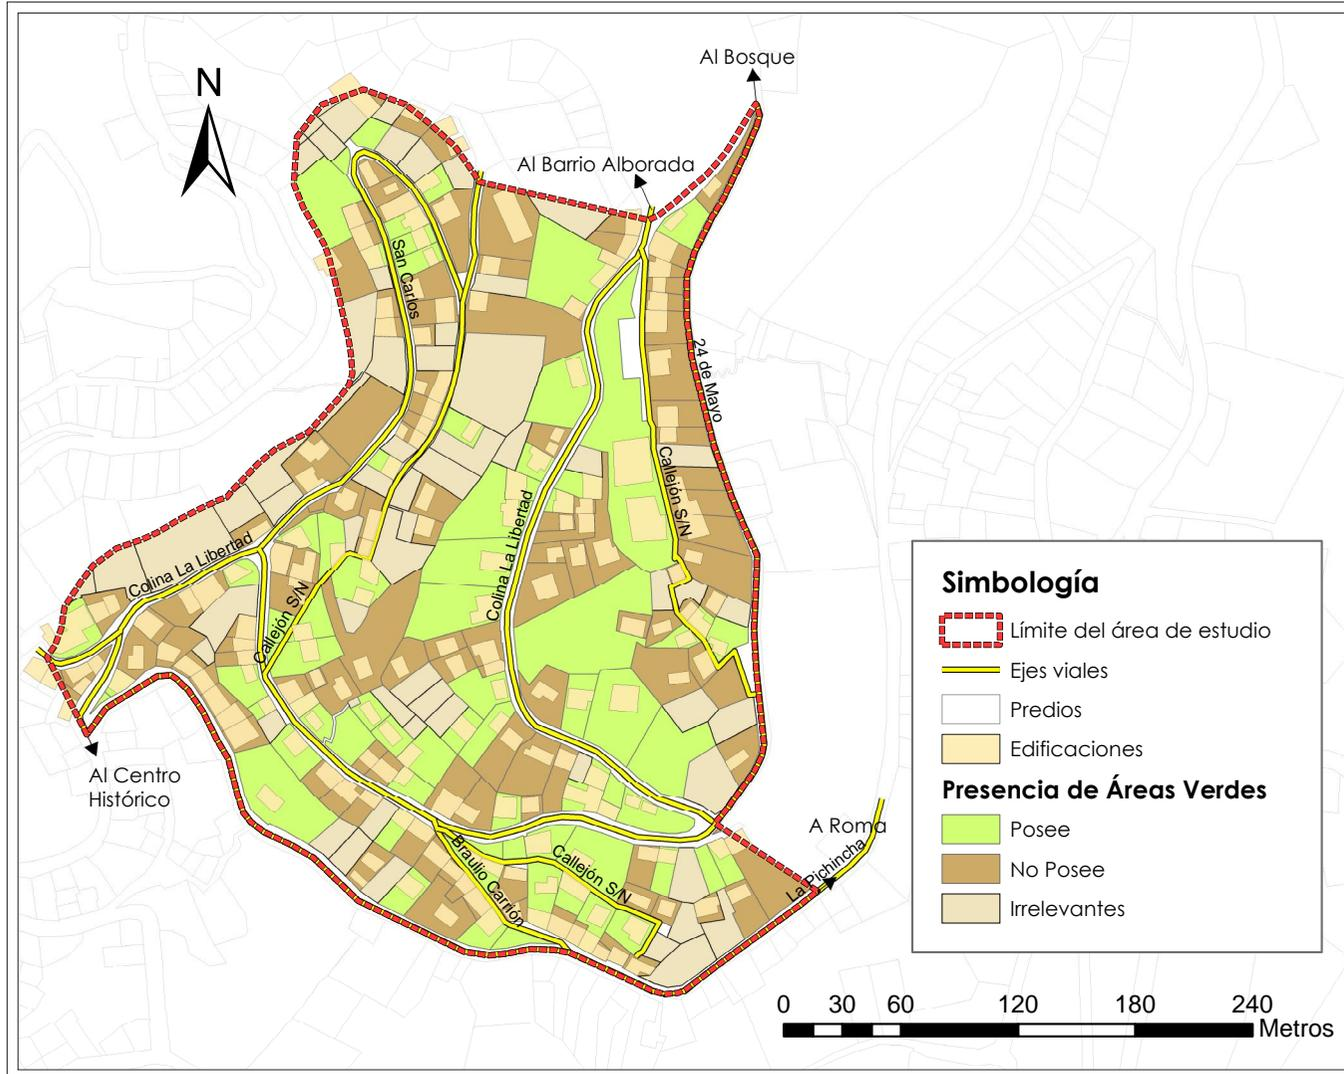 Al Bosque
N
Al Barrio Alborada
San Carlos
24 de Mayo
Callejón S/N
Colina La Libertad
Colina La Libertad
Callejón S/N
Al Centro
Histórico
Braulio Carrión
Callejón S/N
A Roma
La Pichincha
Simbología
Límite del área de estudio
Ejes viales
Predios
Edificaciones
Presencia de Áreas Verdes
Posee
No Posee
Irrelevantes
0 30 60 120 180 240
Metros